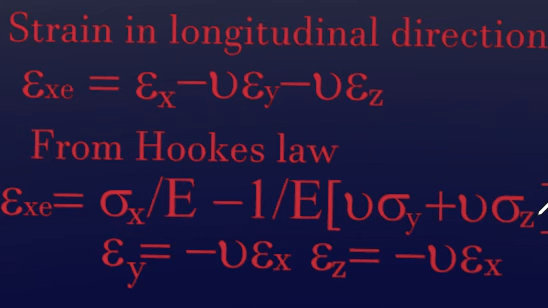 Strain in longitudinal direction
εxe = εx−υεy−υεz
From Hookes law
εxe= σx/E −1/E[υσy+υσz]
εy= −υεx εz= −υεx